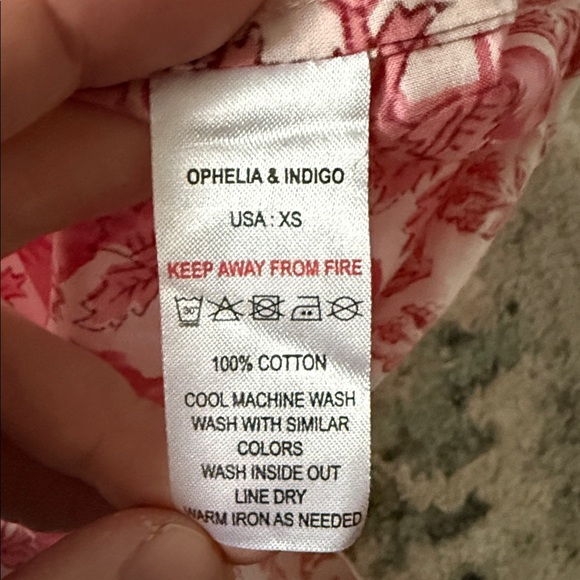 OPHELIA & INDIGO
USA : XS
KEEP AWAY FROM FIRE
30°
100% COTTON
COOL MACHINE WASH
WASH WITH SIMILAR
COLORS
WASH INSIDE OUT
LINE DRY
WARM IRON AS NEEDED